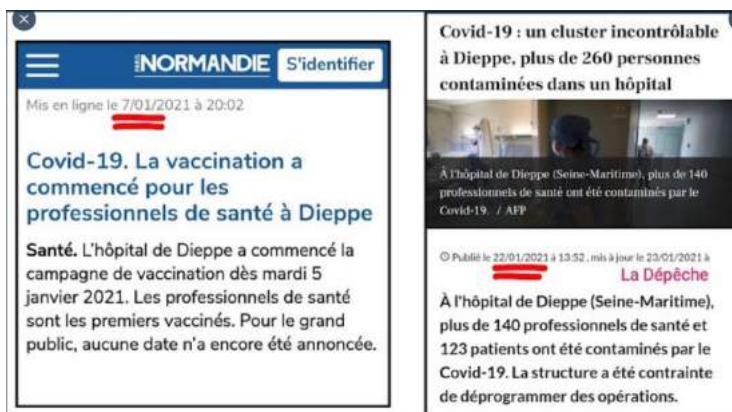 PARIS NORMANDIE S'identifier
Mis en ligne le 7/01/2021 à 20:02
Covid-19. La vaccination a
commencé pour les
professionnels de santé à Dieppe
Santé. L'hôpital de Dieppe a commencé la
campagne de vaccination dès mardi 5
janvier 2021. Les professionnels de santé
sont les premiers vaccinés. Pour le grand
public, aucune date n'a encore été annoncée.
Covid-19 : un cluster incontrôlable
à Dieppe, plus de 260 personnes
contaminées dans un hôpital
À l'hôpital de Dieppe (Seine-Maritime), plus de 140
professionnels de santé ont été contaminés par le
Covid-19. / AFP
Publié le 22/01/2021 à 13:52, mis à jour le 23/01/2021 à
La Dépêche
À l'hôpital de Dieppe (Seine-Maritime),
plus de 140 professionnels de santé et
123 patients ont été contaminés par le
Covid-19. La structure a été contrainte
de déprogrammer des opérations.